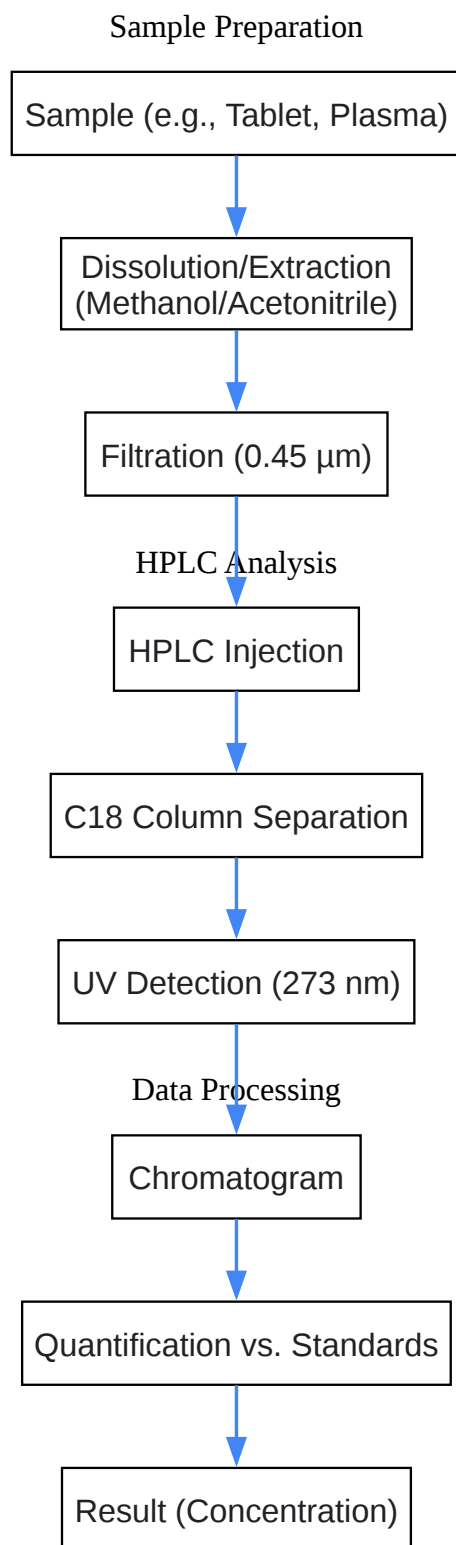 Sample Preparation
Sample (e.g., Tablet, Plasma)
Dissolution/Extraction
(Methanol/Acetonitrile)
Filtration (0.45 µm)
HPLC Analysis
HPLC Injection
C18 Column Separation
UV Detection (273 nm)
Data Processing
Chromatogram
Quantification vs. Standards
Result (Concentration)